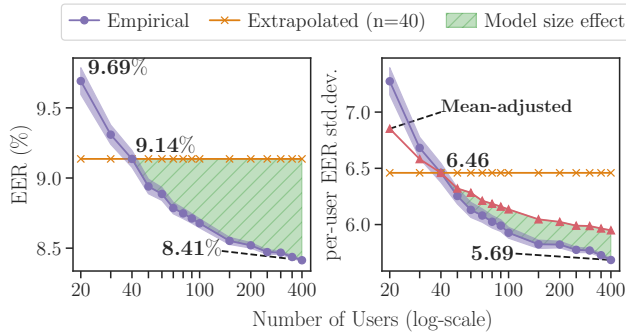 Empirical Extrapolated (n=40) Model size effect
9.69%
9.14%
8.41%
9.5
9.0
8.5
EER (%)
20 40 100 200 400
Mean-adjusted
6.46
5.69
7.0
6.5
6.0
per-user EER std.dev.
20 40 100 200 400
Number of Users (log-scale)